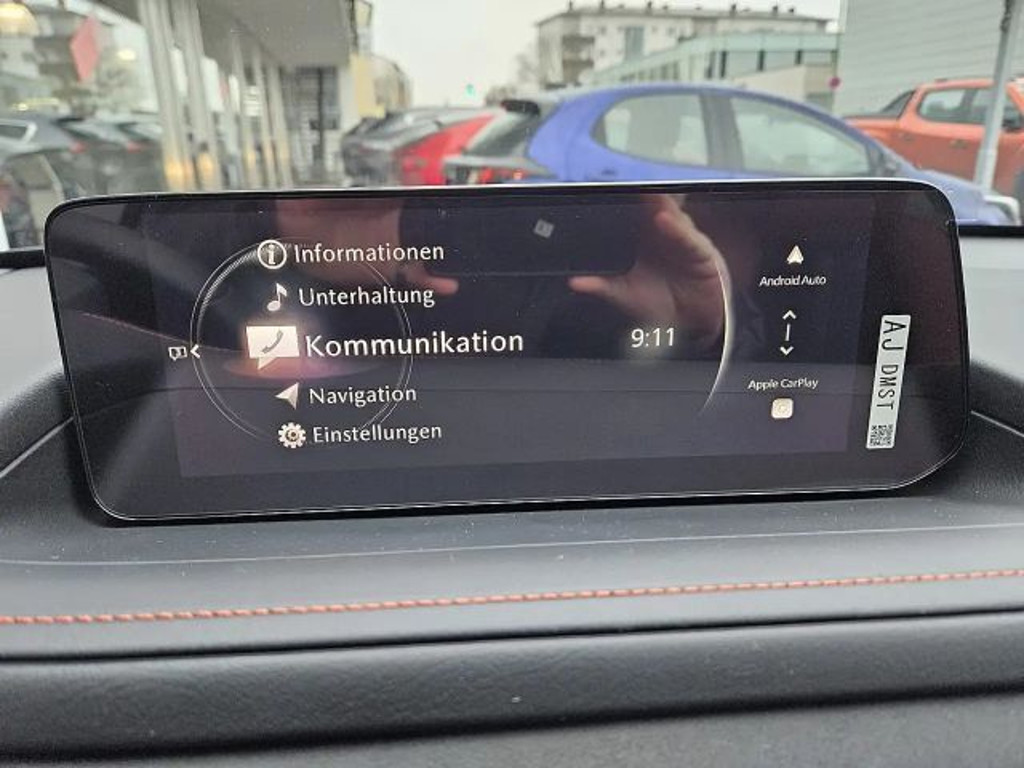 Informationen
Unterhaltung
Kommunikation
9:11
Navigation
Einstellungen
Android Auto
Apple CarPlay
AJ DMST